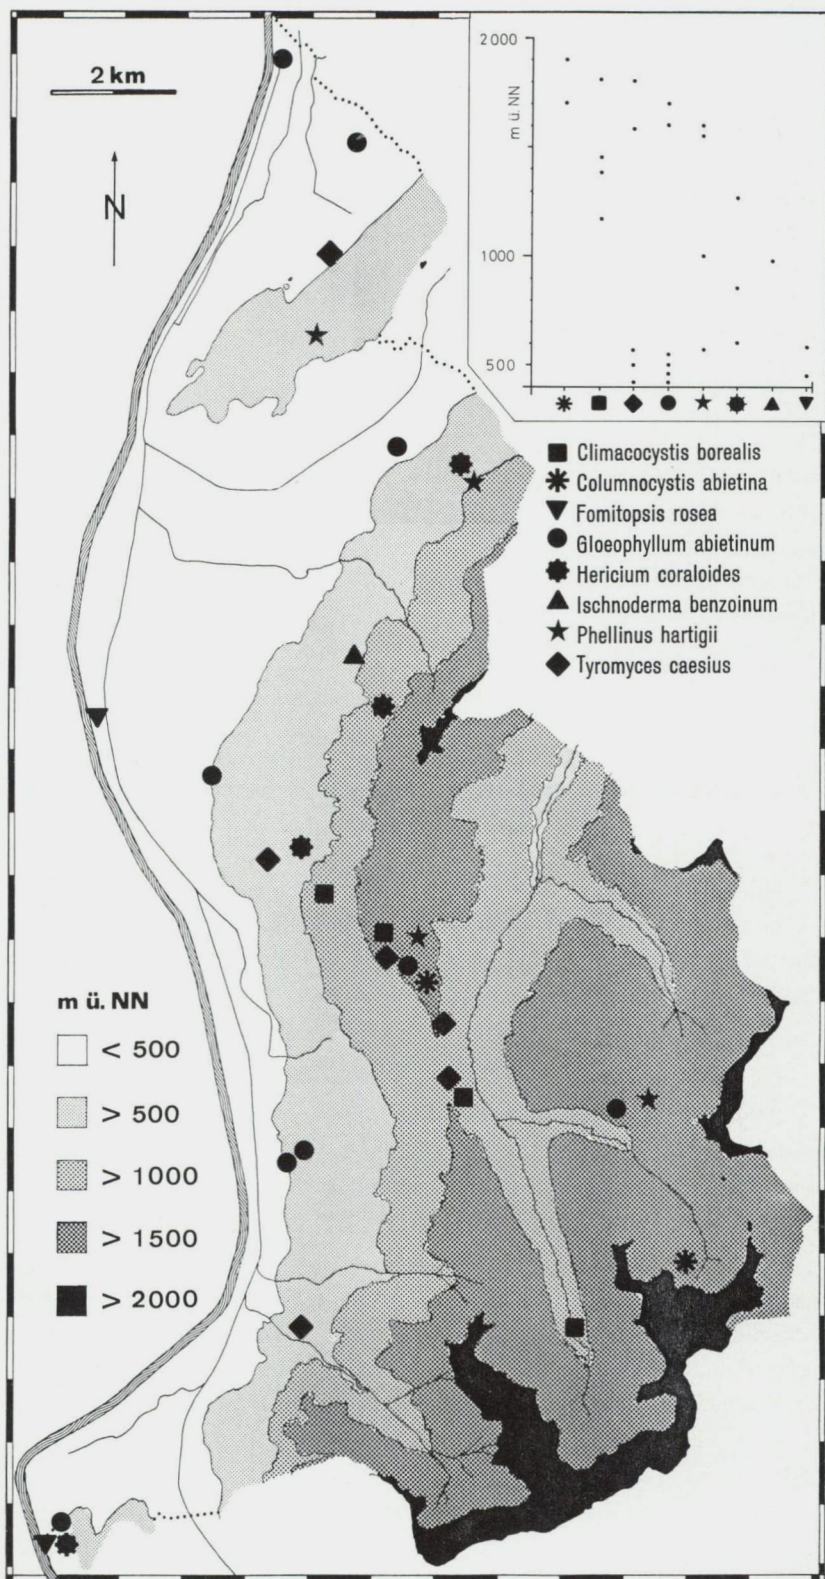 2 km
N
2000
m ü. NN
1000
500
Climacocystis borealis
Columnocystis abietina
Fomitopsis rosea
Gloeophyllum abietinum
Hericium coraloides
Ischnoderma benzoinum
Phellinus hartigii
Tyromyces caesius
m ü. NN
< 500
> 500
> 1000
> 1500
> 2000